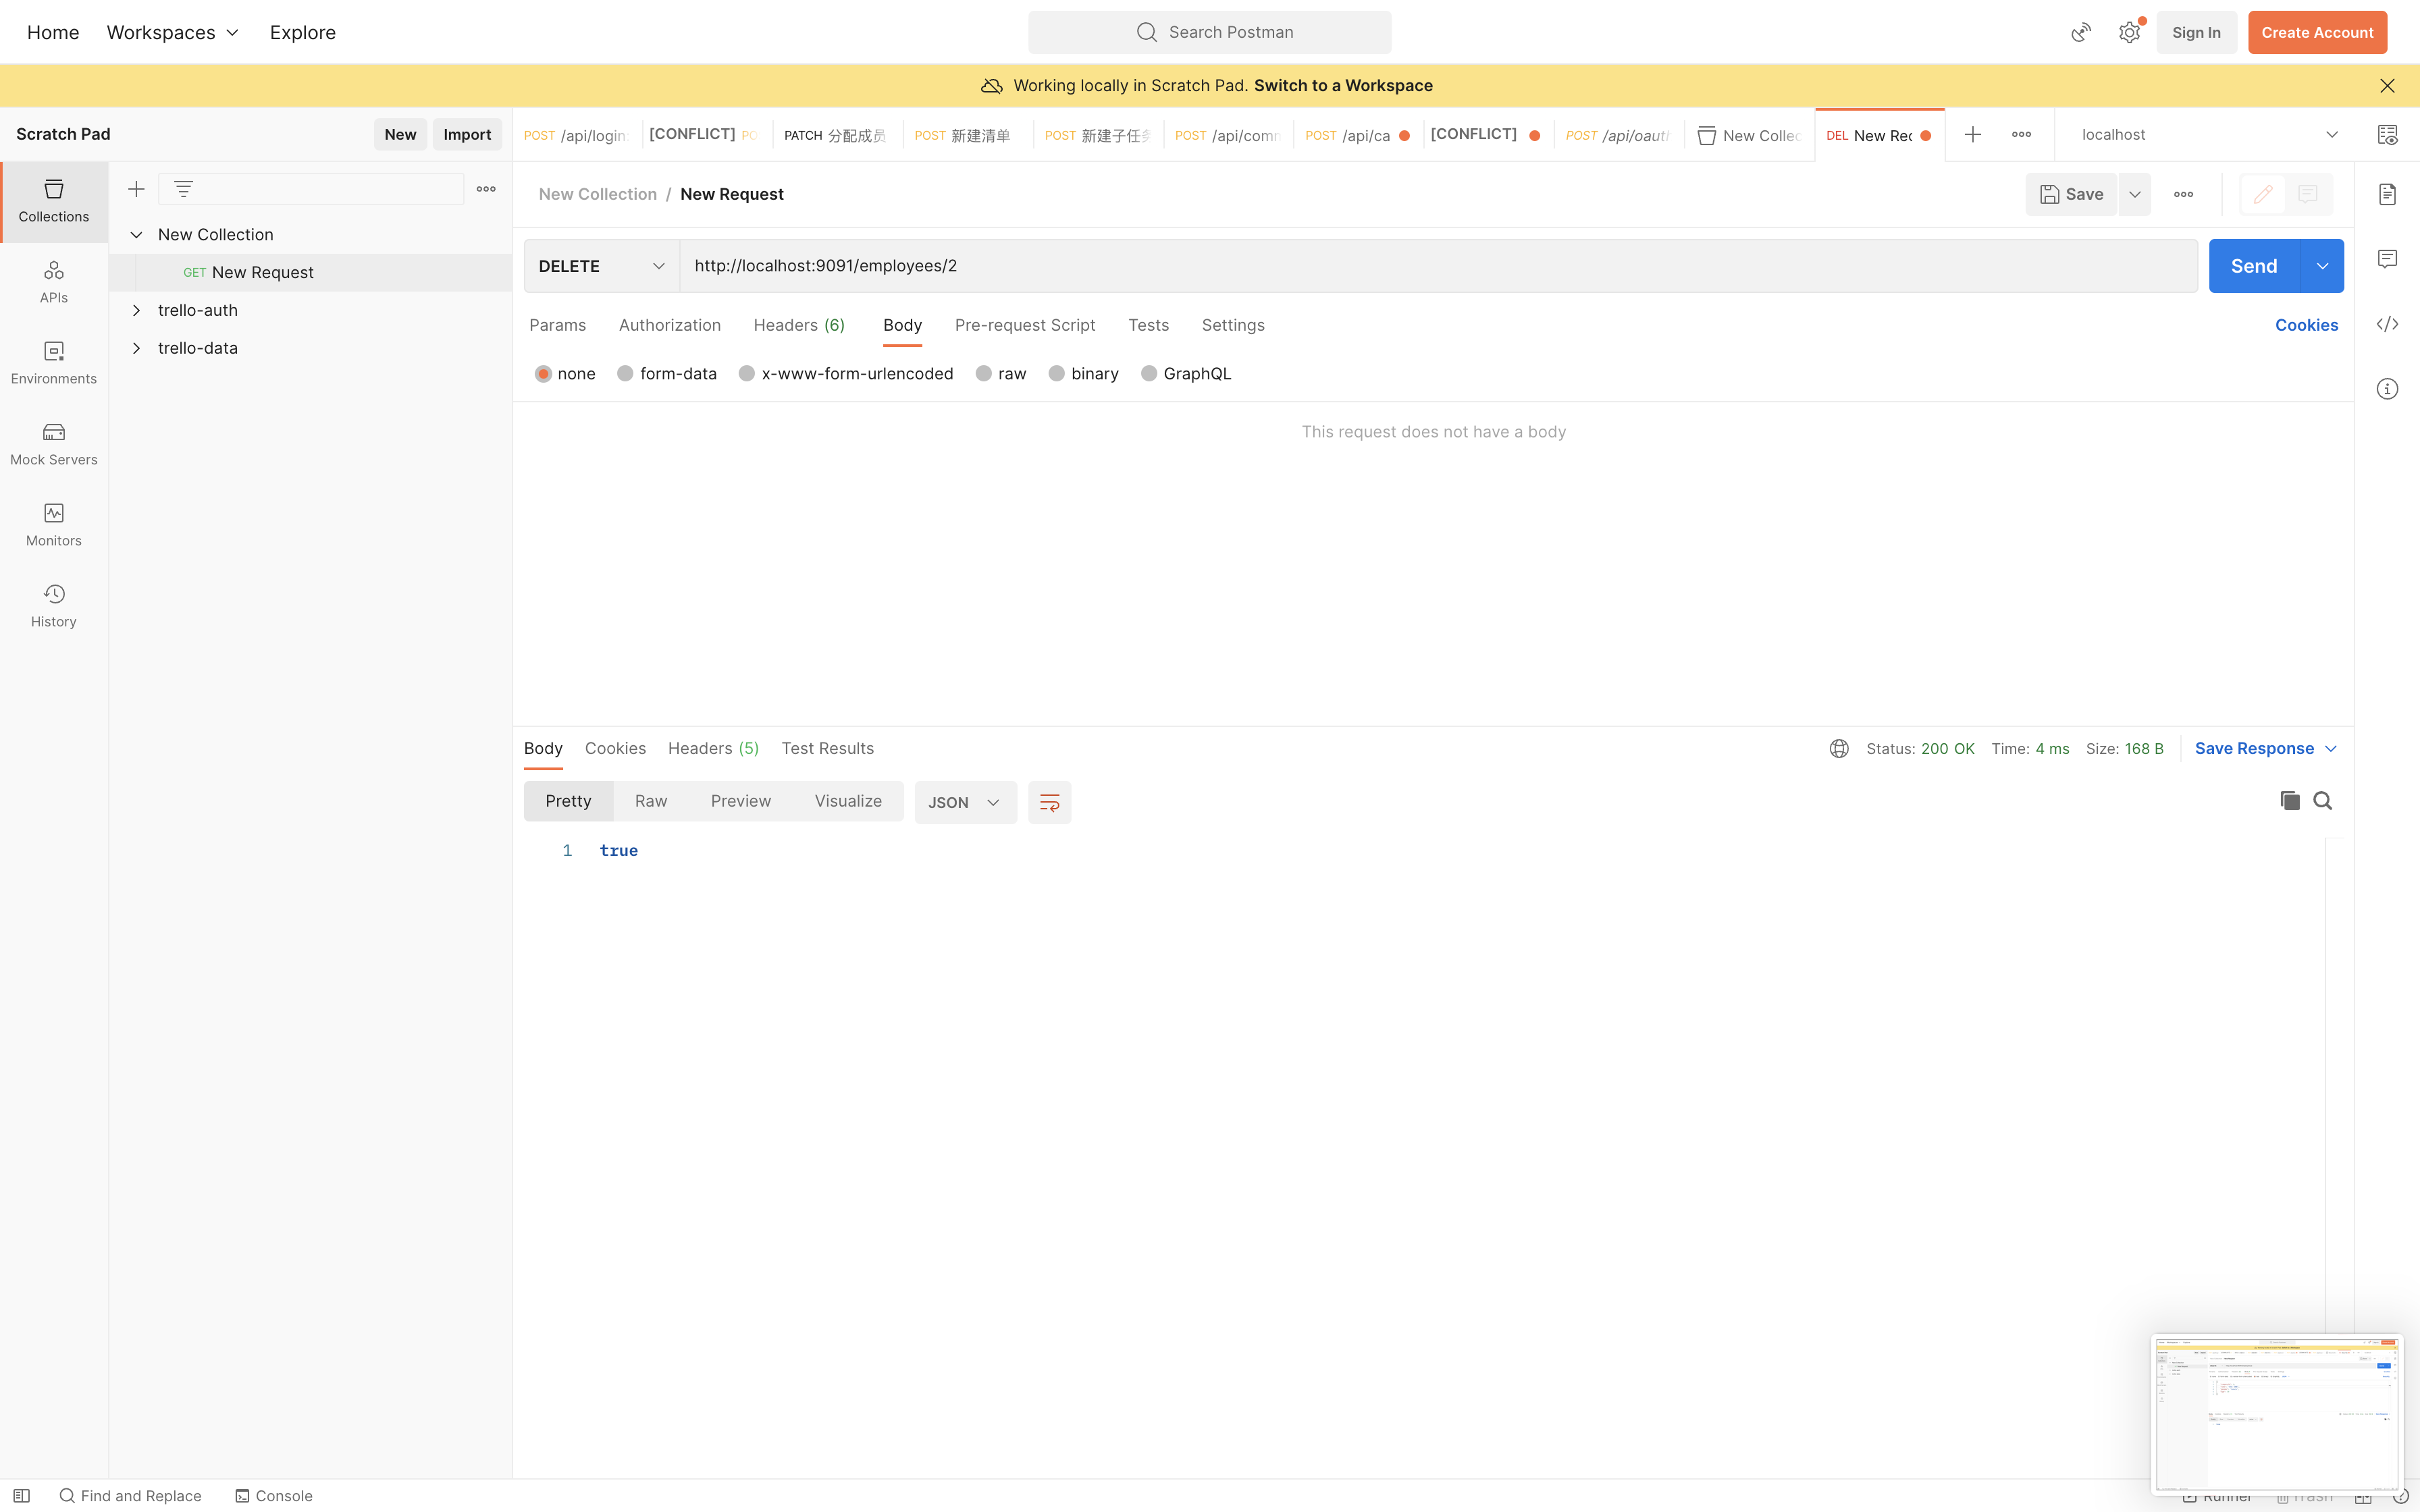 Home Workspaces Explore Search Postman Sign In Create Account
Working locally in Scratch Pad. Switch to a Workspace
Scratch Pad New Import
POST /api/login [CONFLICT] PO PATCH 分配成员 POST 新建清单 POST 新建子任务 POST /api/com POST /api/ca [CONFLICT] POST /api/oaut New Collec DEL New Rec localhost
Collections
APIs
Environments
Mock Servers
Monitors
History
New Collection
GET New Request
trello-auth
trello-data
New Collection / New Request Save
DELETE http://localhost:9091/employees/2 Send
Params Authorization Headers (6) Body Pre-request Script Tests Settings Cookies
none form-data x-www-form-urlencoded raw binary GraphQL
This request does not have a body
Body Cookies Headers (5) Test Results Status: 200 OK Time: 4 ms Size: 168 B Save Response
Pretty Raw Preview Visualize JSON
1 true
Find and Replace Console Runner Trash